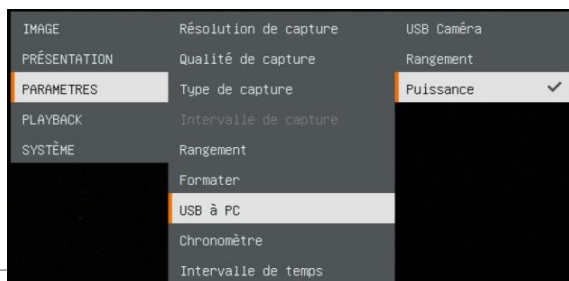 IMAGE
PRÉSENTATION
PARAMETRES
PLAYBACK
SYSTÈME
Résolution de capture
Qualité de capture
Type de capture
Intervalle de capture
Rangement
Formater
USB à PC
Chronomètre
Intervalle de temps
USB Caméra
Rangement
Puissance